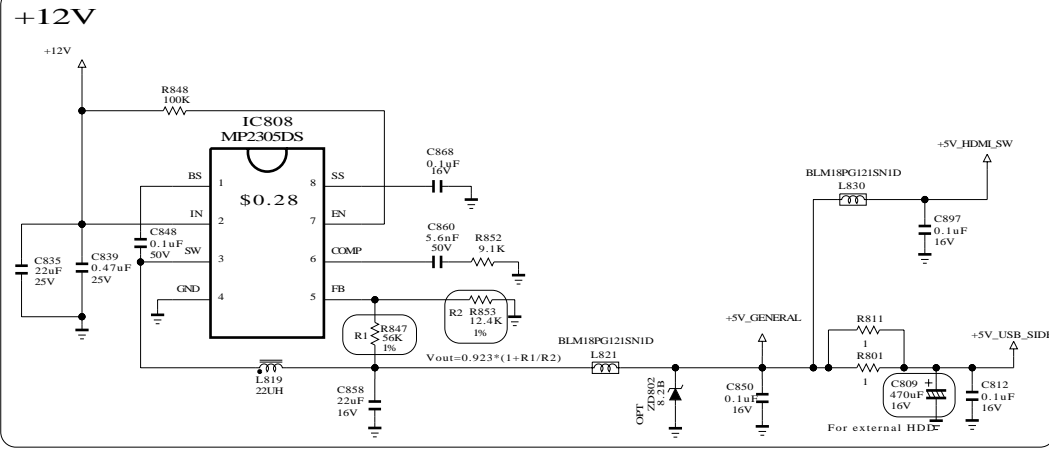 +12V
+12V
R848
100K
IC808
MP2305DS
$0.28
BS
1
IN
2
SW
3
GND
4
8
SS
7
EN
6
COMP
5
FB
C868
0.1uF
16V
C860
5.6nF
50V
R852
9.1K
C835
22uF
25V
C839
0.47uF
25V
C848
0.1uF
50V
R1
R847
56K
1%
R2
R853
12.4K
1%
Vout=0.923*(1+R1/R2)
L819
22UH
C858
22uF
16V
BLM18PG121SN1D
L821
OPT
ZD802
8.2B
+5V_GENERAL
C850
0.1uF
16V
BLM18PG121SN1D
L830
+5V_HDMI_SW
C897
0.1uF
16V
R811
1
R801
1
+5V_USB_SIDE
C809
470uF
16V
+
C812
0.1uF
16V
For external HDD